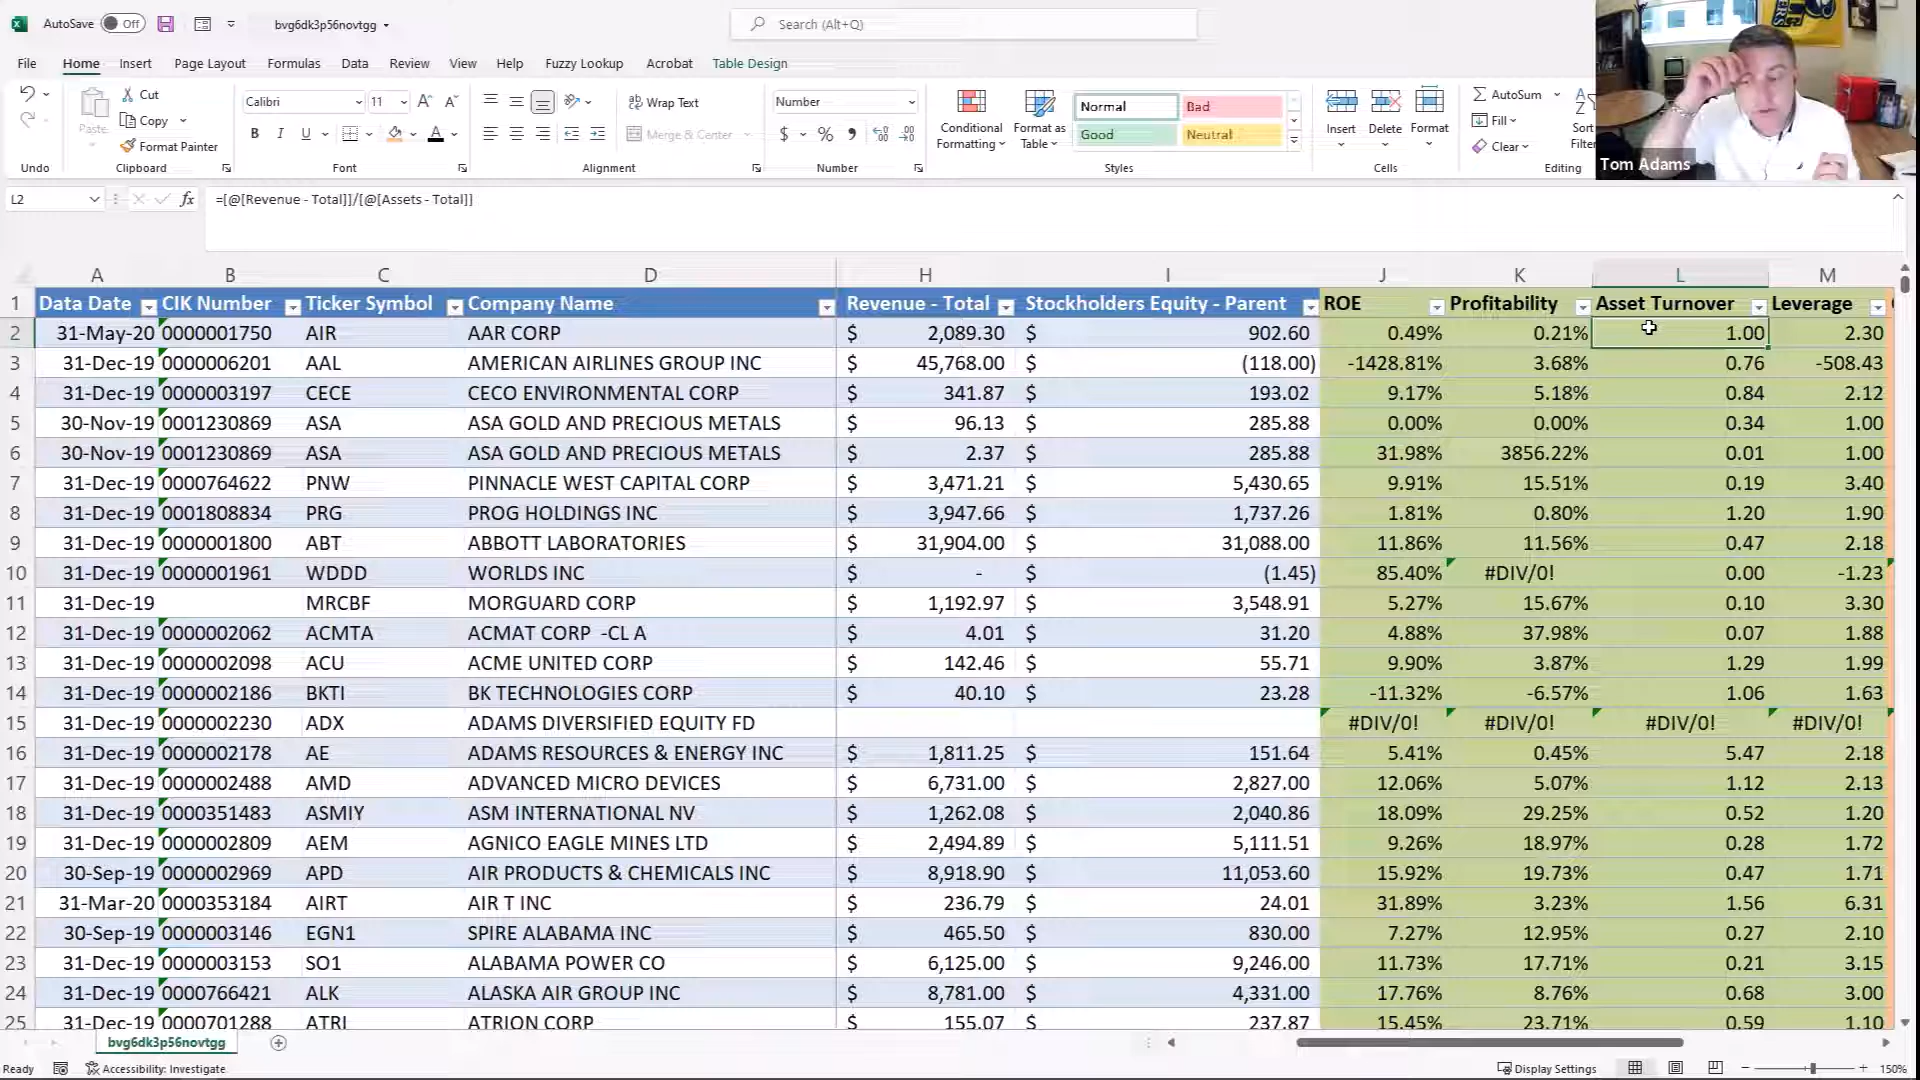 AutoSave Off bvg6dk3p56novtgg Search (Alt+Q)
File Home Insert Page Layout Formulas Data Review View Help Fuzzy Lookup Acrobat Table Design
Cut Calibri 11 Wrap Text Number Normal Bad AutoSum
Paste Copy Merge & Center Conditional Formatting Format as Table Good Neutral Insert Delete Format Fill Sort
Format Painter Clear Filter
Undo Clipboard Font Alignment Number Styles Cells Editing Tom Adams
L2 fx =[@[Revenue - Total]]/[@[Assets - Total]]
A B C D H I J K L M
1 Data Date CIK Number Ticker Symbol Company Name Revenue - Total Stockholders Equity - Parent ROE Profitability Asset Turnover Leverage
2 31-May-20 0000001750 AIR AAR CORP $ 2,089.30 $ 902.60 0.49% 0.21% 1.00 2.30
3 31-Dec-19 0000006201 AAL AMERICAN AIRLINES GROUP INC $ 45,768.00 $ (118.00) -1428.81% 3.68% 0.76 -508.43
4 31-Dec-19 0000003197 CECE CECO ENVIRONMENTAL CORP $ 341.87 $ 193.02 9.17% 5.18% 0.84 2.12
5 30-Nov-19 0001230869 ASA ASA GOLD AND PRECIOUS METALS $ 96.13 $ 285.88 0.00% 0.00% 0.34 1.00
6 30-Nov-19 0001230869 ASA ASA GOLD AND PRECIOUS METALS $ 2.37 $ 285.88 31.98% 3856.22% 0.01 1.00
7 31-Dec-19 0000764622 PNW PINNACLE WEST CAPITAL CORP $ 3,471.21 $ 5,430.65 9.91% 15.51% 0.19 3.40
8 31-Dec-19 0001808834 PRG PROG HOLDINGS INC $ 3,947.66 $ 1,737.26 1.81% 0.80% 1.20 1.90
9 31-Dec-19 0000001800 ABT ABBOTT LABORATORIES $ 31,904.00 $ 31,088.00 11.86% 11.56% 0.47 2.18
10 31-Dec-19 0000001961 WDDD WORLDS INC $ - $ (1.45) 85.40% #DIV/0! 0.00 -1.23
11 31-Dec-19 MRCBF MORGUARD CORP $ 1,192.97 $ 3,548.91 5.27% 15.67% 0.10 3.30
12 31-Dec-19 0000002062 ACMTA ACMAT CORP -CL A $ 4.01 $ 31.20 4.88% 37.98% 0.07 1.88
13 31-Dec-19 0000002098 ACU ACME UNITED CORP $ 142.46 $ 55.71 9.90% 3.87% 1.29 1.99
14 31-Dec-19 0000002186 BKTI BK TECHNOLOGIES CORP $ 40.10 $ 23.28 -11.32% -6.57% 1.06 1.63
15 31-Dec-19 0000002230 ADX ADAMS DIVERSIFIED EQUITY FD #DIV/0! #DIV/0! #DIV/0! #DIV/0!
16 31-Dec-19 0000002178 AE ADAMS RESOURCES & ENERGY INC $ 1,811.25 $ 151.64 5.41% 0.45% 5.47 2.18
17 31-Dec-19 0000002488 AMD ADVANCED MICRO DEVICES $ 6,731.00 $ 2,827.00 12.06% 5.07% 1.12 2.13
18 31-Dec-19 0000351483 ASMIY ASM INTERNATIONAL NV $ 1,262.08 $ 2,040.86 18.09% 29.25% 0.52 1.20
19 31-Dec-19 0000002809 AEM AGNICO EAGLE MINES LTD $ 2,494.89 $ 5,111.51 9.26% 18.97% 0.28 1.72
20 30-Sep-19 0000002969 APD AIR PRODUCTS & CHEMICALS INC $ 8,918.90 $ 11,053.60 15.92% 19.73% 0.47 1.71
21 31-Mar-20 0000353184 AIRT AIR T INC $ 236.79 $ 24.01 31.89% 3.23% 1.56 6.31
22 30-Sep-19 0000003146 EGN1 SPIRE ALABAMA INC $ 465.50 $ 830.00 7.27% 12.95% 0.27 2.10
23 31-Dec-19 0000003153 SO1 ALABAMA POWER CO $ 6,125.00 $ 9,246.00 11.73% 17.71% 0.21 3.15
24 31-Dec-19 0000766421 ALK ALASKA AIR GROUP INC $ 8,781.00 $ 4,331.00 17.76% 8.76% 0.68 3.00
25 31-Dec-19 0000701288 ATRI ATRION CORP $ 155.07 $ 237.87 15.45% 23.71% 0.59 1.10
bvg6dk3p56novtgg
Ready Accessibility: Investigate Display Settings 150%